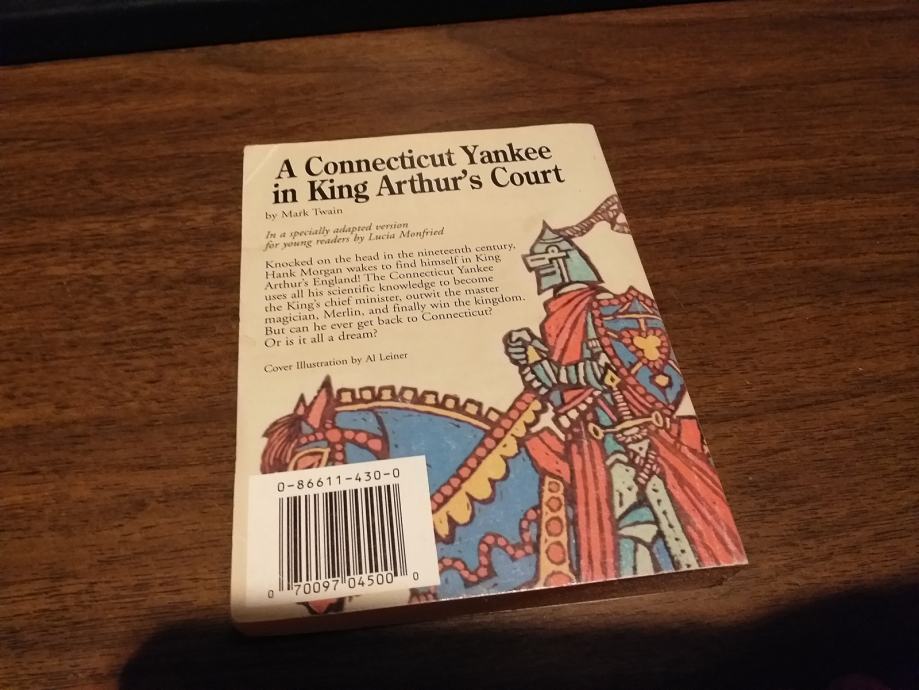 A Connecticut Yankee
in King Arthur's Court
by Mark Twain
In a specially adapted version
for young readers by Lucia Monfried
Knocked on the head in the nineteenth century,
Hank Morgan wakes to find himself in King
Arthur's England! The Connecticut Yankee
uses all his scientific knowledge to become
the King's chief minister, outwit the master
magician, Merlin, and finally win the kingdom.
But can he ever get back to Connecticut?
Or is it all a dream?
Cover Illustration by Al Leiner
0-86611-430-0
0 70097 04500 0